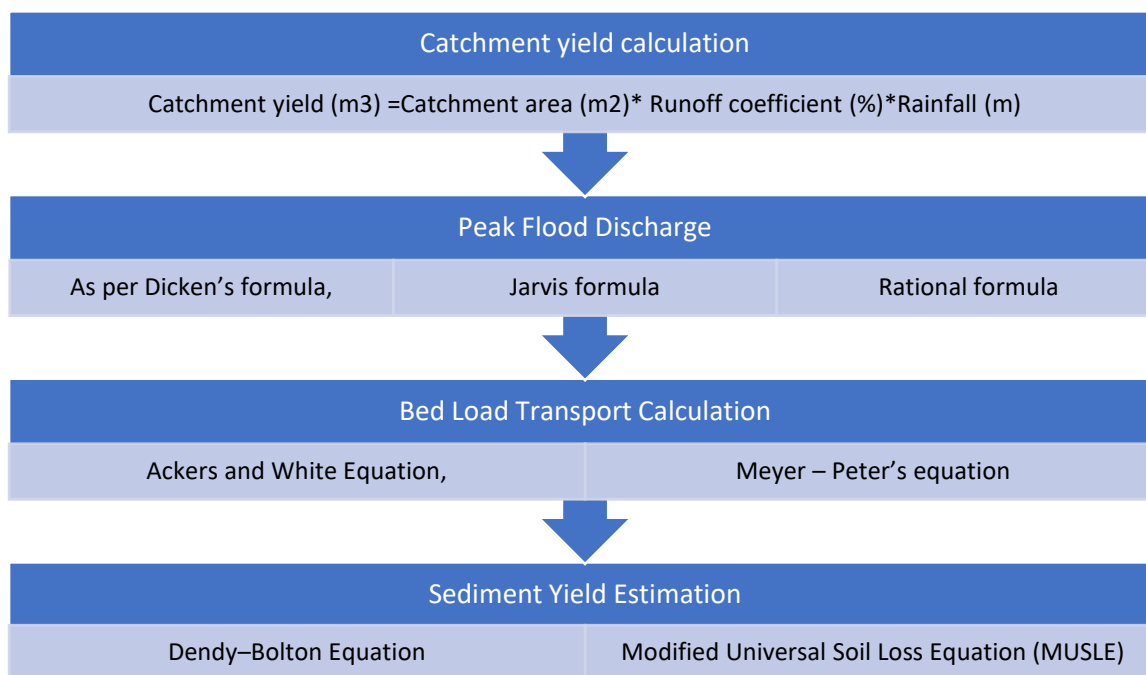 Catchment yield calculation
Catchment yield (m3) =Catchment area (m2)* Runoff coefficient (%)*Rainfall (m)
Peak Flood Discharge
As per Dicken’s formula,
Jarvis formula
Rational formula
Bed Load Transport Calculation
Ackers and White Equation,
Meyer – Peter’s equation
Sediment Yield Estimation
Dendy–Bolton Equation
Modified Universal Soil Loss Equation (MUSLE)